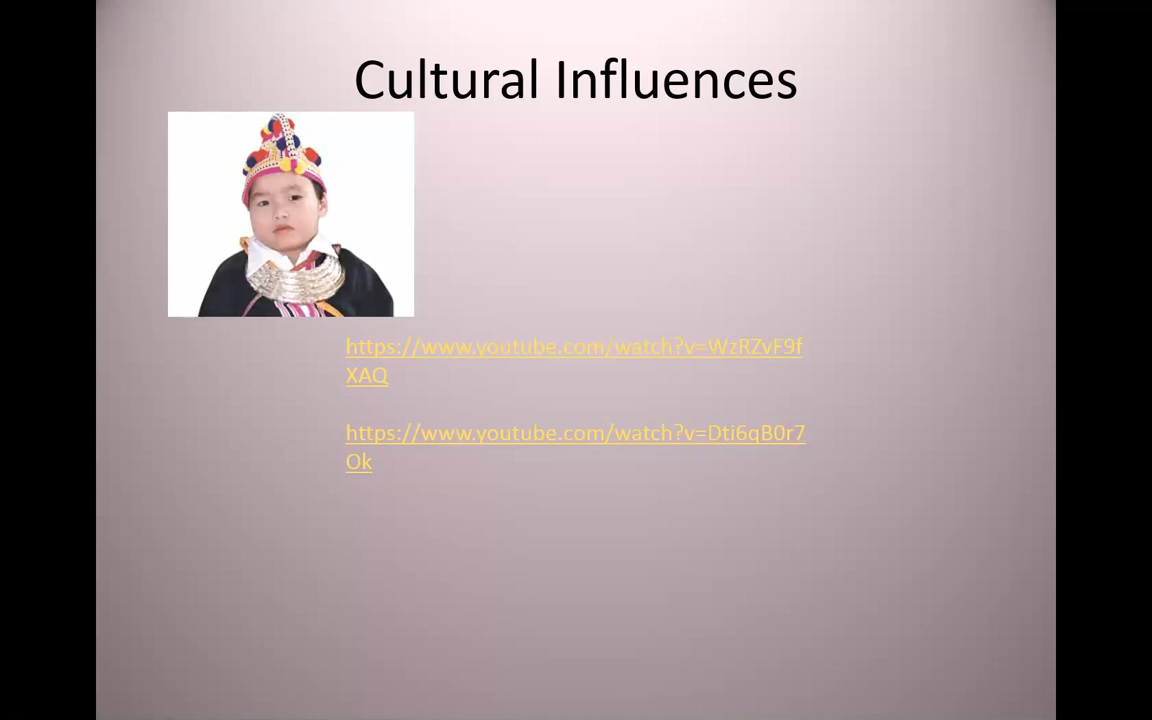 Cultural Influences
https://www.youtube.com/watch?v=WzRZvF9f
XAQ
https://www.youtube.com/watch?v=Dti6qB0r7
Ok